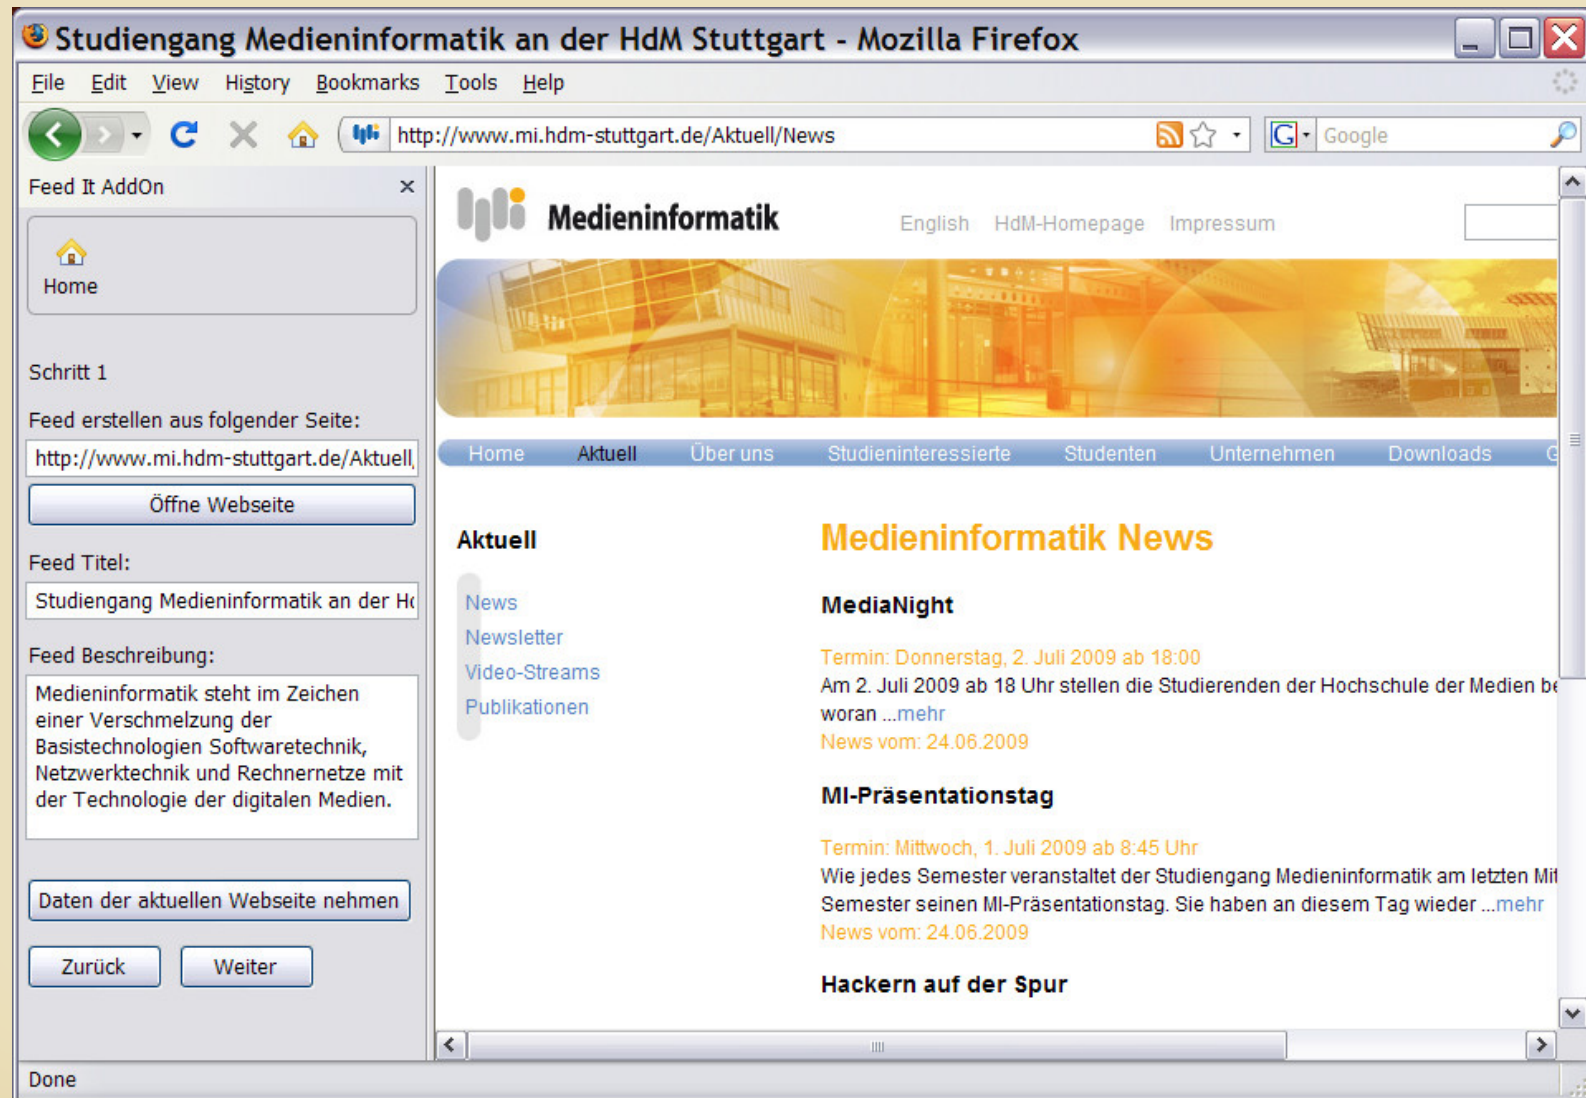 Studiengang Medieninformatik an der HdM Stuttgart - Mozilla Firefox
File Edit View History Bookmarks Tools Help
http://www.mi.hdm-stuttgart.de/Aktuell/News
G Google
Feed It AddOn
Home
Schritt 1
Feed erstellen aus folgender Seite:
http://www.mi.hdm-stuttgart.de/Aktuell
Öffne Webseite
Feed Titel:
Studiengang Medieninformatik an der
Feed Beschreibung:
Medieninformatik steht im Zeichen
einer Verschmelzung der
Basistechnologien Softwaretechnik,
Netzwerktechnik und Rechnernetze mit
der Technologie der digitalen Medien.
Daten der aktuellen Webseite nehmen
Zurück Weiter
Medieninformatik
English HdM-Homepage Impressum
Home Aktuell Über uns Studieninteressierte Studenten Unternehmen Downloads G
Aktuell
News
Newsletter
Video-Streams
Publikationen
Medieninformatik News
MediaNight
Termin: Donnerstag, 2. Juli 2009 ab 18:00
Am 2. Juli 2009 ab 18 Uhr stellen die Studierenden der Hochschule der Medien be
woran ...mehr
News vom: 24.06.2009
MI-Präsentationstag
Termin: Mittwoch, 1. Juli 2009 ab 8:45 Uhr
Wie jedes Semester veranstaltet der Studiengang Medieninformatik am letzten Mit
Semester seinen MI-Präsentationstag. Sie haben an diesem Tag wieder ...mehr
News vom: 24.06.2009
Hackern auf der Spur
Done